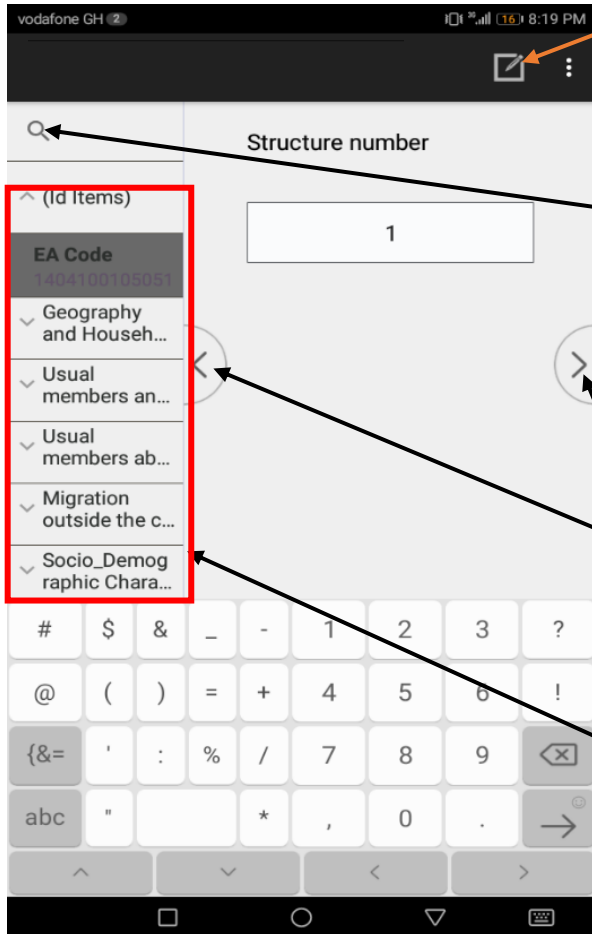 vodafone GH 2
16 8:19 PM
Structure number
1
(Id Items)
EA Code
1404100105051
Geography
and Househ...
Usual
members an...
Usual
members ab...
Migration
outside the c...
Socio_Demog
raphic Chara...
# $ & _ - 1 2 3 ?
@ ( ) = + 4 5 6 !
{&= ' : % / 7 8 9
abc " * , 0 .